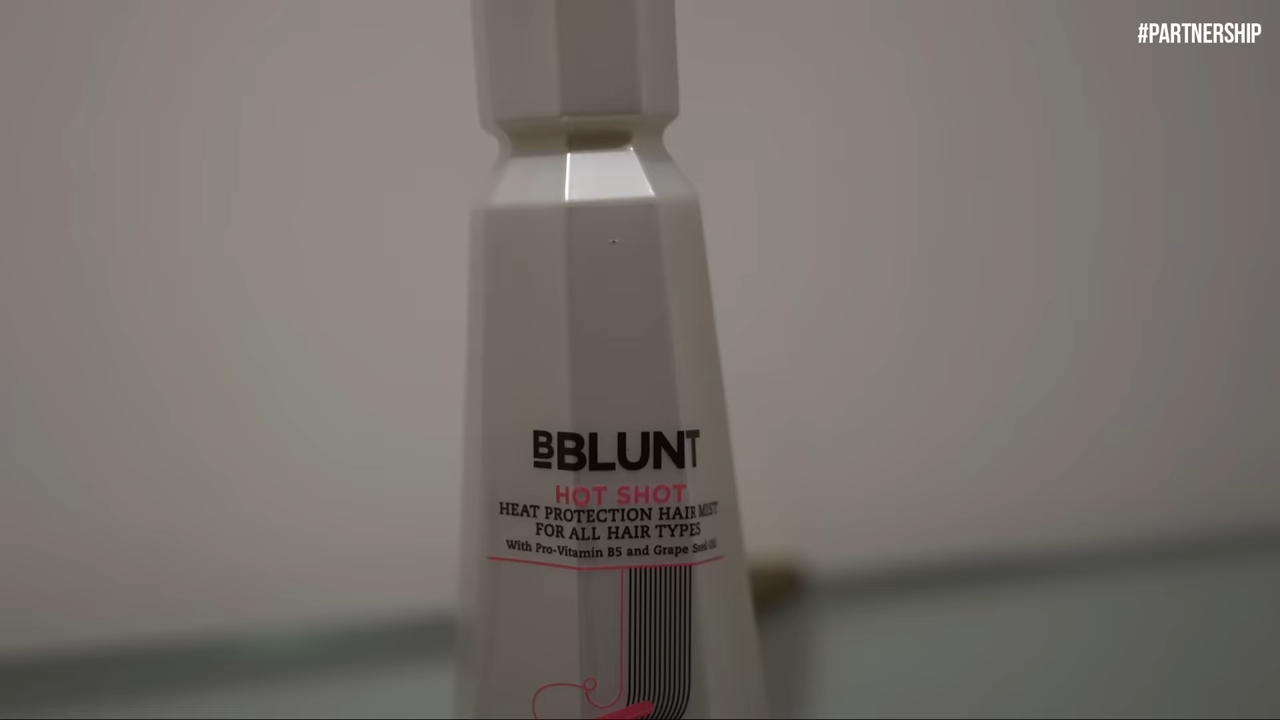 #PARTNERSHIP
BBLUNT
HOT SHOT
HEAT PROTECTION HAIR MIST
FOR ALL HAIR TYPES
With Pro-Vitamin B5 and Grape Seed Oil